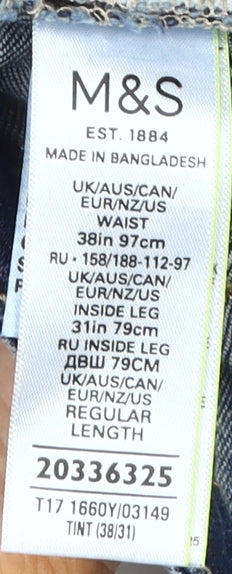 M&S
EST. 1884
MADE IN BANGLADESH
UK/AUS/CAN/
EUR/NZ/US
WAIST
38in 97cm
RU • 158/188-112-97
UK/AUS/CAN/
EUR/NZ/US
INSIDE LEG
31in 79cm
RU INSIDE LEG
ДВШ 79CM
UK/AUS/CAN/
EUR/NZ/US
REGULAR
LENGTH
20336325
T17 1660Y/03149
TINT (38/31)